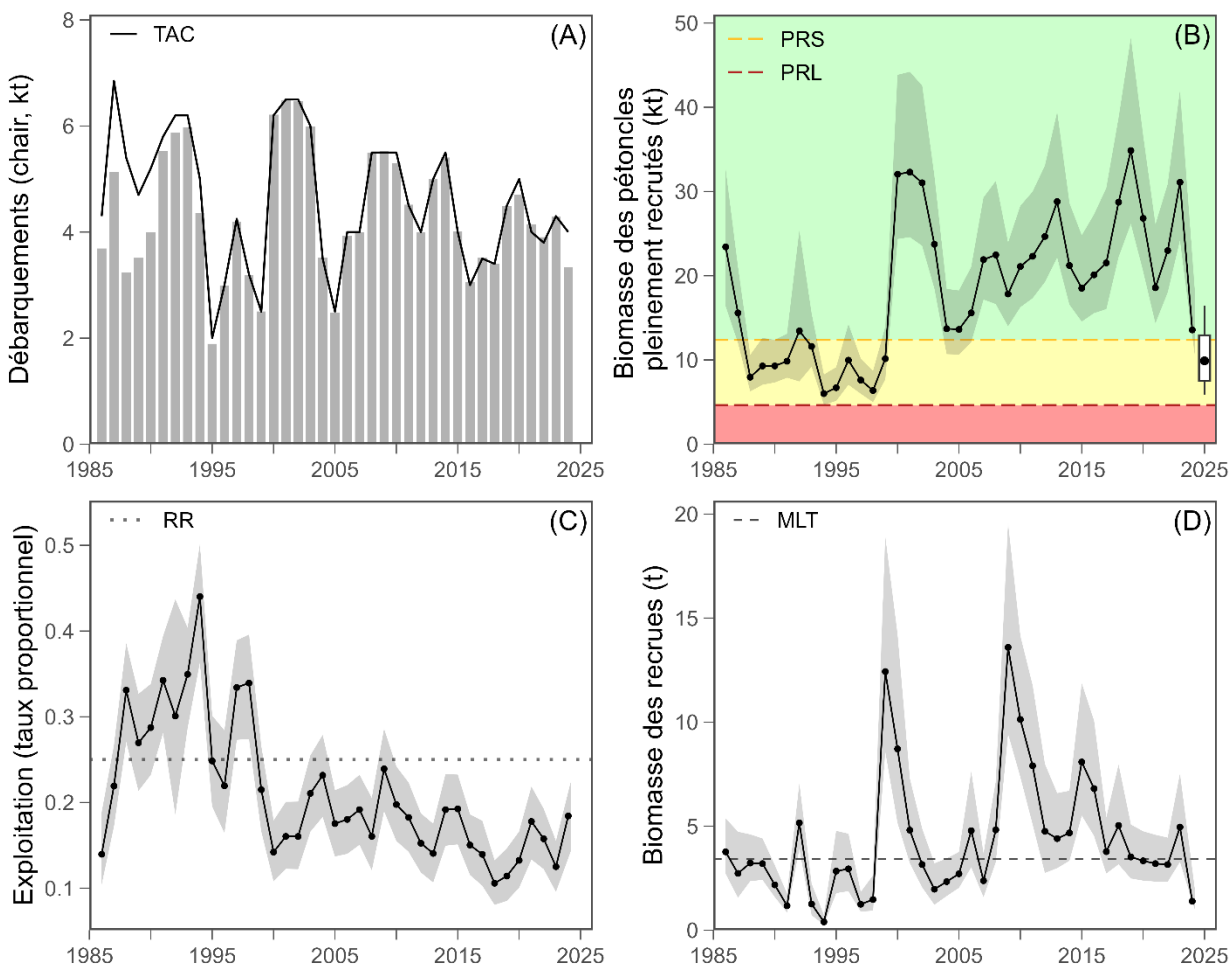 (A)
TAC
Débarquements (chair, kt)
8
6
4
2
0
1985
1995
2005
2015
2025
(B)
PRS
PRL
Biomasse des pétoncles
pleinement recrutés (kt)
50
40
30
20
10
0
1985
1995
2005
2015
2025
(C)
RR
Exploitation (taux proportionnel)
0.5
0.4
0.3
0.2
0.1
1985
1995
2005
2015
2025
(D)
MLT
Biomasse des recrues (t)
20
15
10
5
0
1985
1995
2005
2015
2025